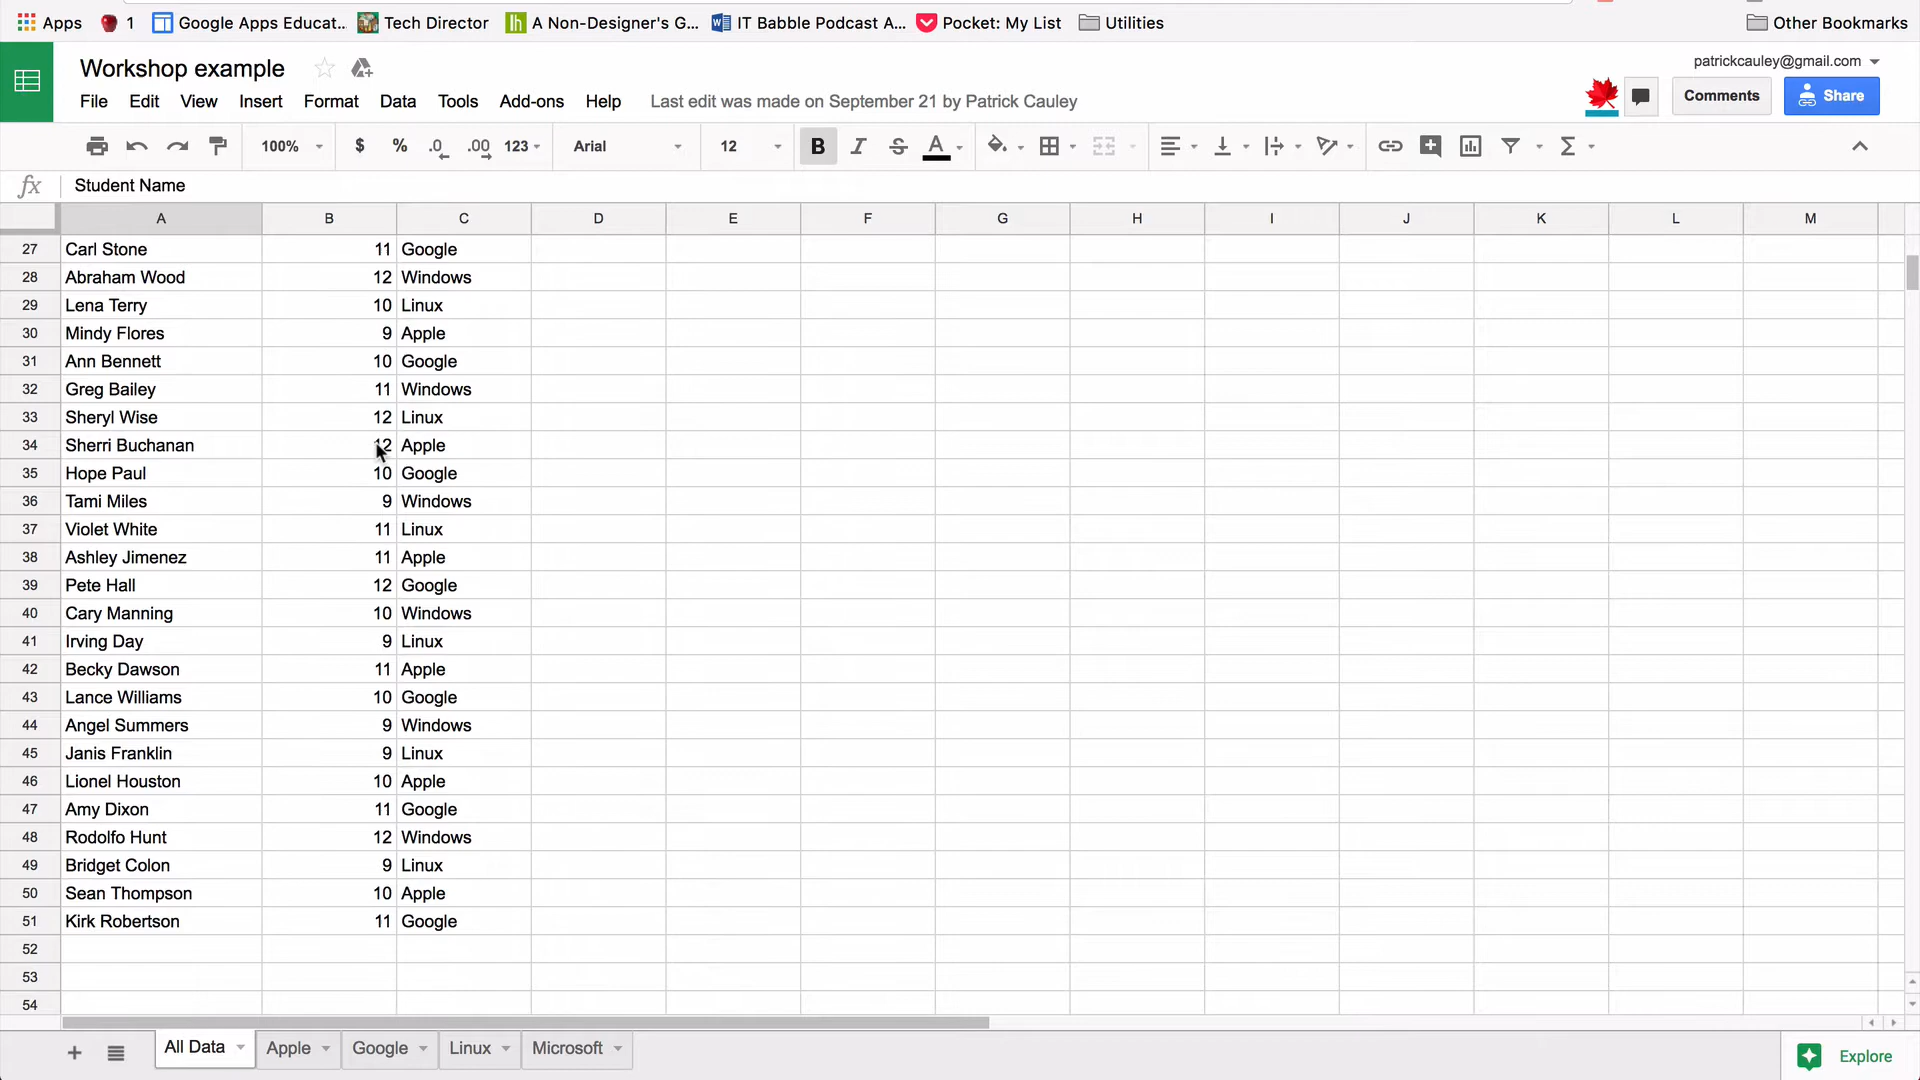 Apps 1 Google Apps Educat... Tech Director lh A Non-Designer's G... IT Babble Podcast A... Pocket: My List Utilities Other Bookmarks
Workshop example patrickcauley@gmail.com
File Edit View Insert Format Data Tools Add-ons Help Last edit was made on September 21 by Patrick Cauley Comments Share
100% $ % .0 .00 123 Arial 12 B I S A Σ
fx Student Name
A B C D E F G H I J K L M
27 Carl Stone 11 Google
28 Abraham Wood 12 Windows
29 Lena Terry 10 Linux
30 Mindy Flores 9 Apple
31 Ann Bennett 10 Google
32 Greg Bailey 11 Windows
33 Sheryl Wise 12 Linux
34 Sherri Buchanan 12 Apple
35 Hope Paul 10 Google
36 Tami Miles 9 Windows
37 Violet White 11 Linux
38 Ashley Jimenez 11 Apple
39 Pete Hall 12 Google
40 Cary Manning 10 Windows
41 Irving Day 9 Linux
42 Becky Dawson 11 Apple
43 Lance Williams 10 Google
44 Angel Summers 9 Windows
45 Janis Franklin 9 Linux
46 Lionel Houston 10 Apple
47 Amy Dixon 11 Google
48 Rodolfo Hunt 12 Windows
49 Bridget Colon 9 Linux
50 Sean Thompson 10 Apple
51 Kirk Robertson 11 Google
52
53
54
+ All Data Apple Google Linux Microsoft Explore